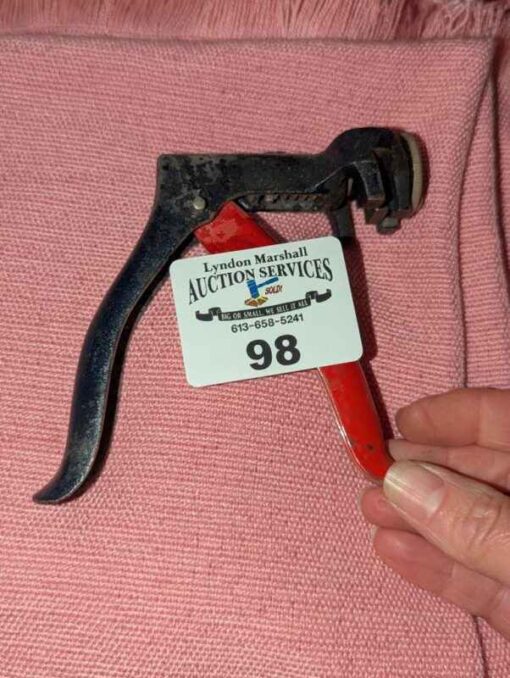 Lyndon Marshall
AUCTION SERVICES
SOLD!
BIG OR SMALL, WE SELL IT ALL
613-658-5241
98